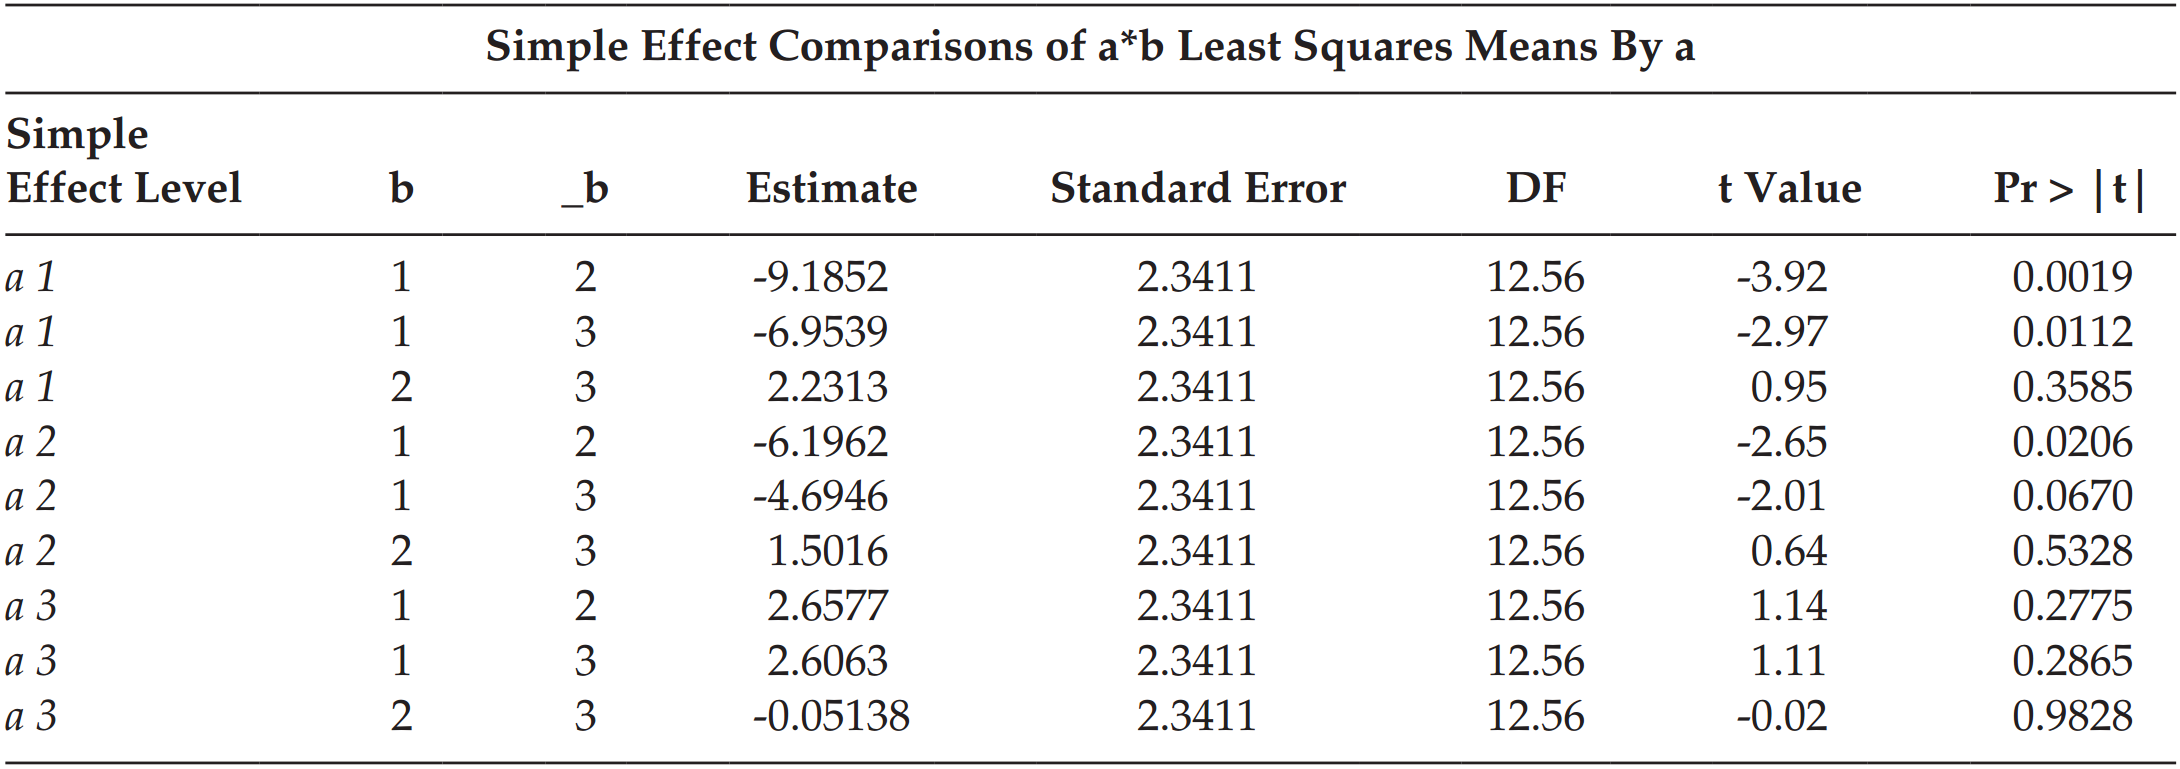 Simple Effect Comparisons of a*b Least Squares Means By a
Simple
Effect Level b _b Estimate Standard Error DF t Value Pr > |t|
a 1 1 2 -9.1852 2.3411 12.56 -3.92 0.0019
a 1 1 3 -6.9539 2.3411 12.56 -2.97 0.0112
a 1 2 3 2.2313 2.3411 12.56 0.95 0.3585
a 2 1 2 -6.1962 2.3411 12.56 -2.65 0.0206
a 2 1 3 -4.6946 2.3411 12.56 -2.01 0.0670
a 2 2 3 1.5016 2.3411 12.56 0.64 0.5328
a 3 1 2 2.6577 2.3411 12.56 1.14 0.2775
a 3 1 3 2.6063 2.3411 12.56 1.11 0.2865
a 3 2 3 -0.05138 2.3411 12.56 -0.02 0.9828